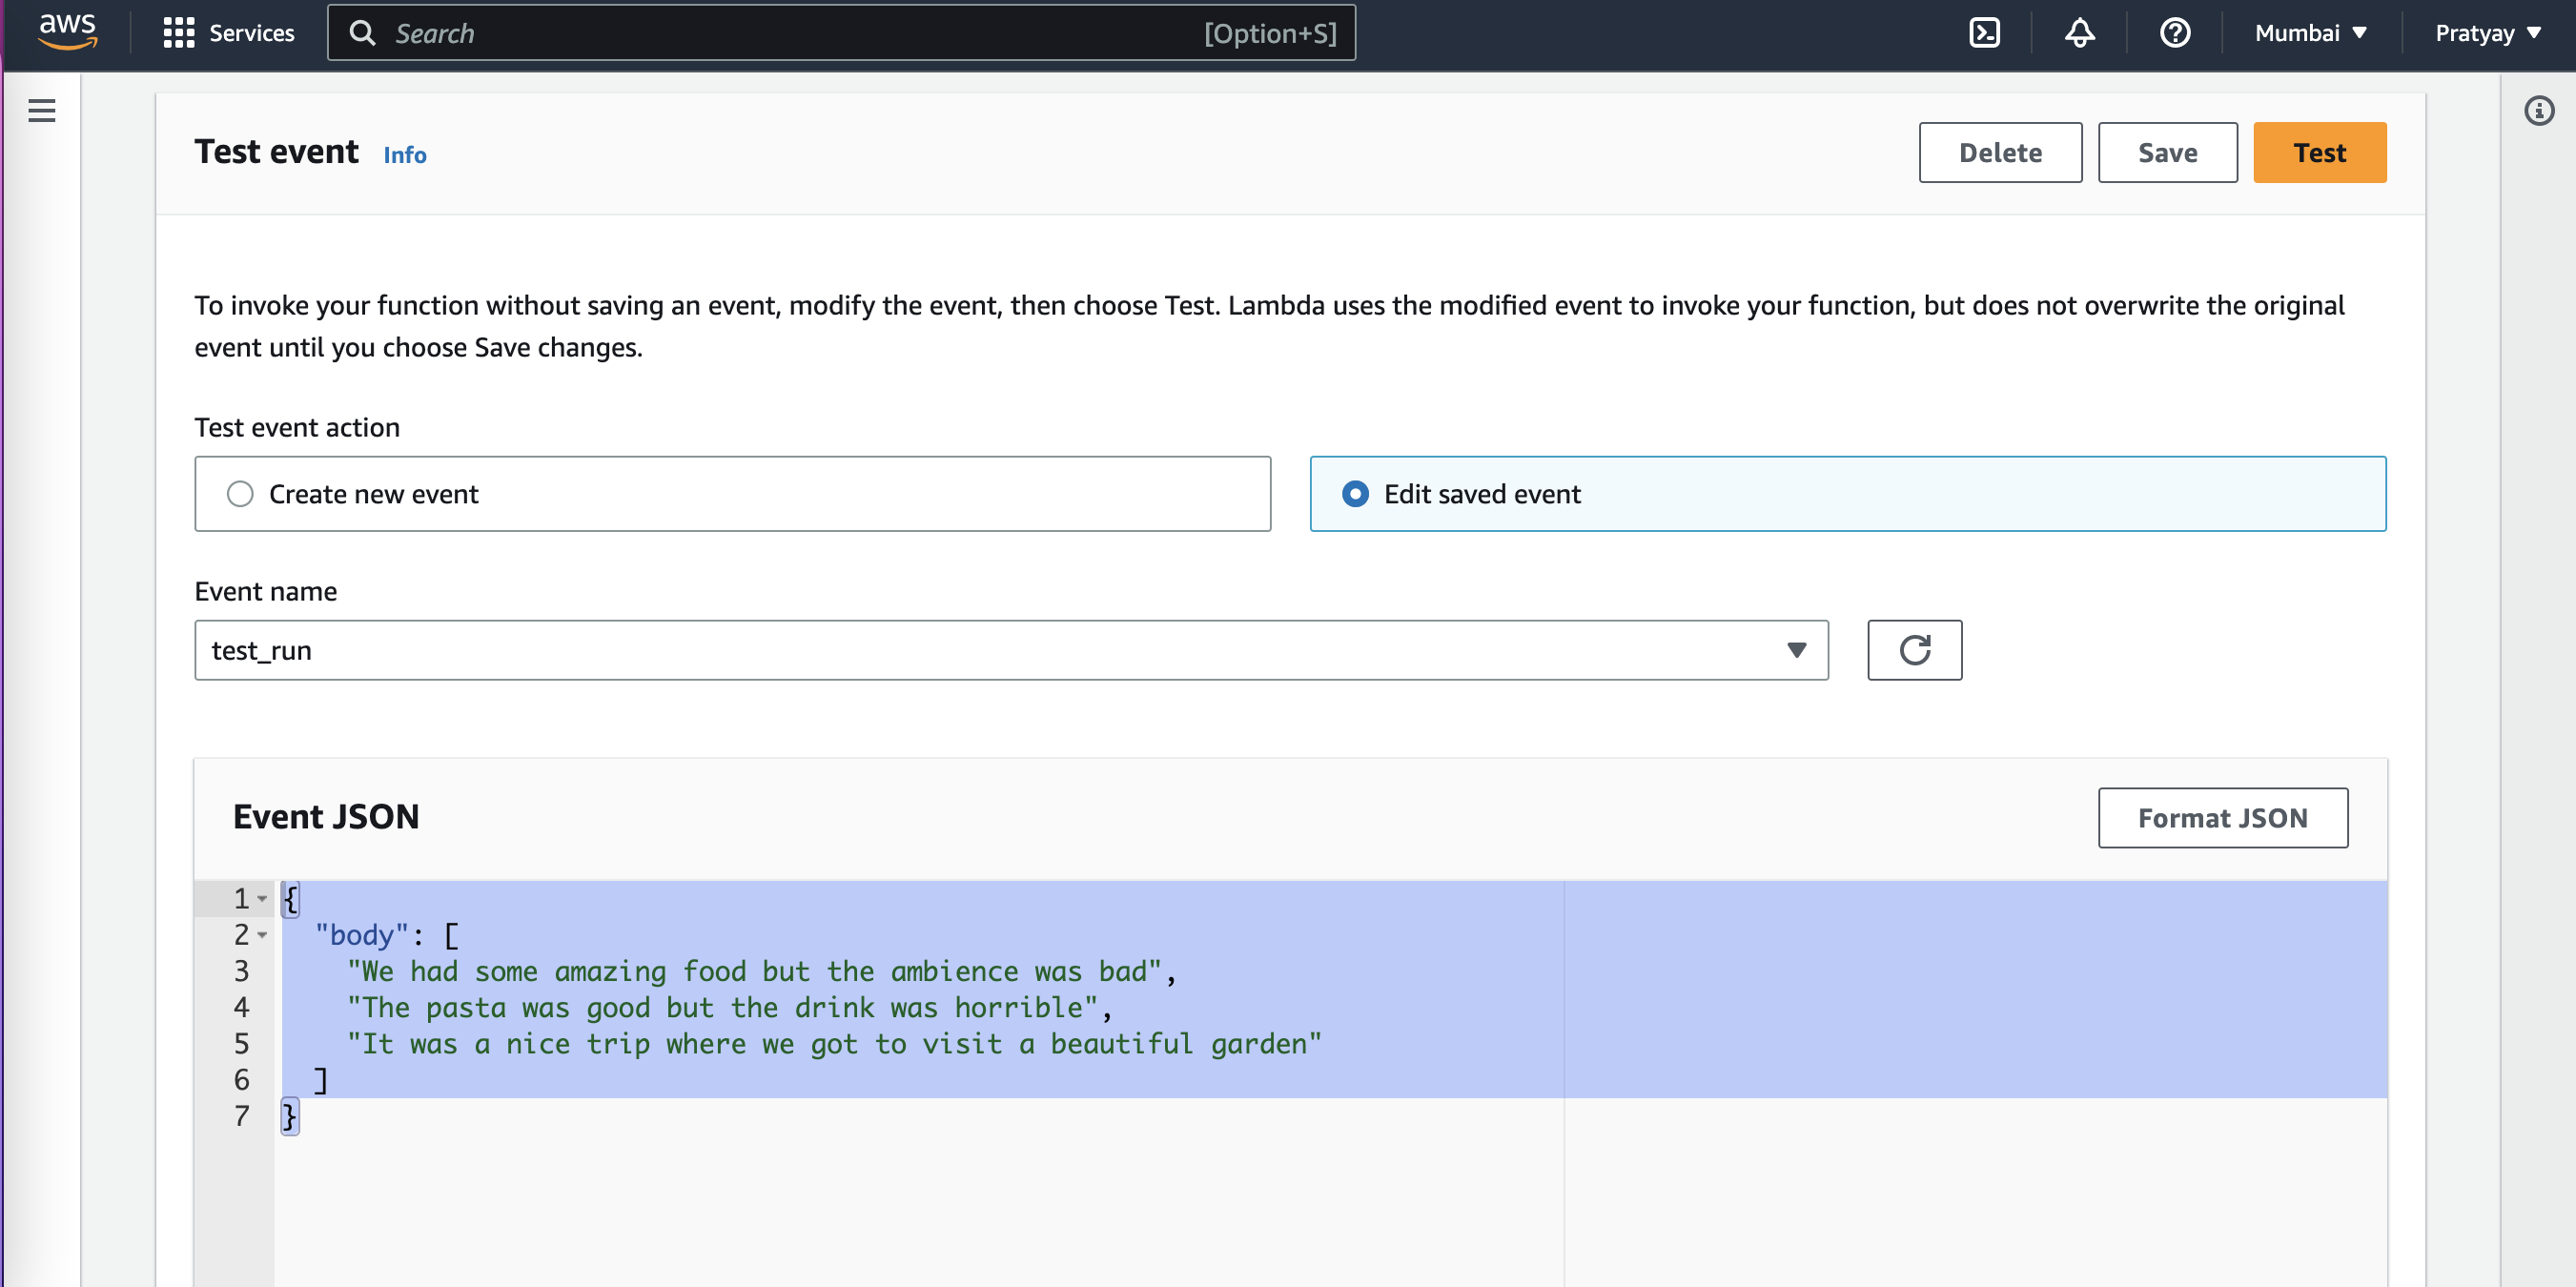 aws Services Search [Option+S] Mumbai Pratyay
Test event Info Delete Save Test
To invoke your function without saving an event, modify the event, then choose Test. Lambda uses the modified event to invoke your function, but does not overwrite the original
event until you choose Save changes.
Test event action
Create new event Edit saved event
Event name
test_run
Event JSON Format JSON
1 {
2 "body": [
3 "We had some amazing food but the ambience was bad",
4 "The pasta was good but the drink was horrible",
5 "It was a nice trip where we got to visit a beautiful garden"
6 ]
7 }